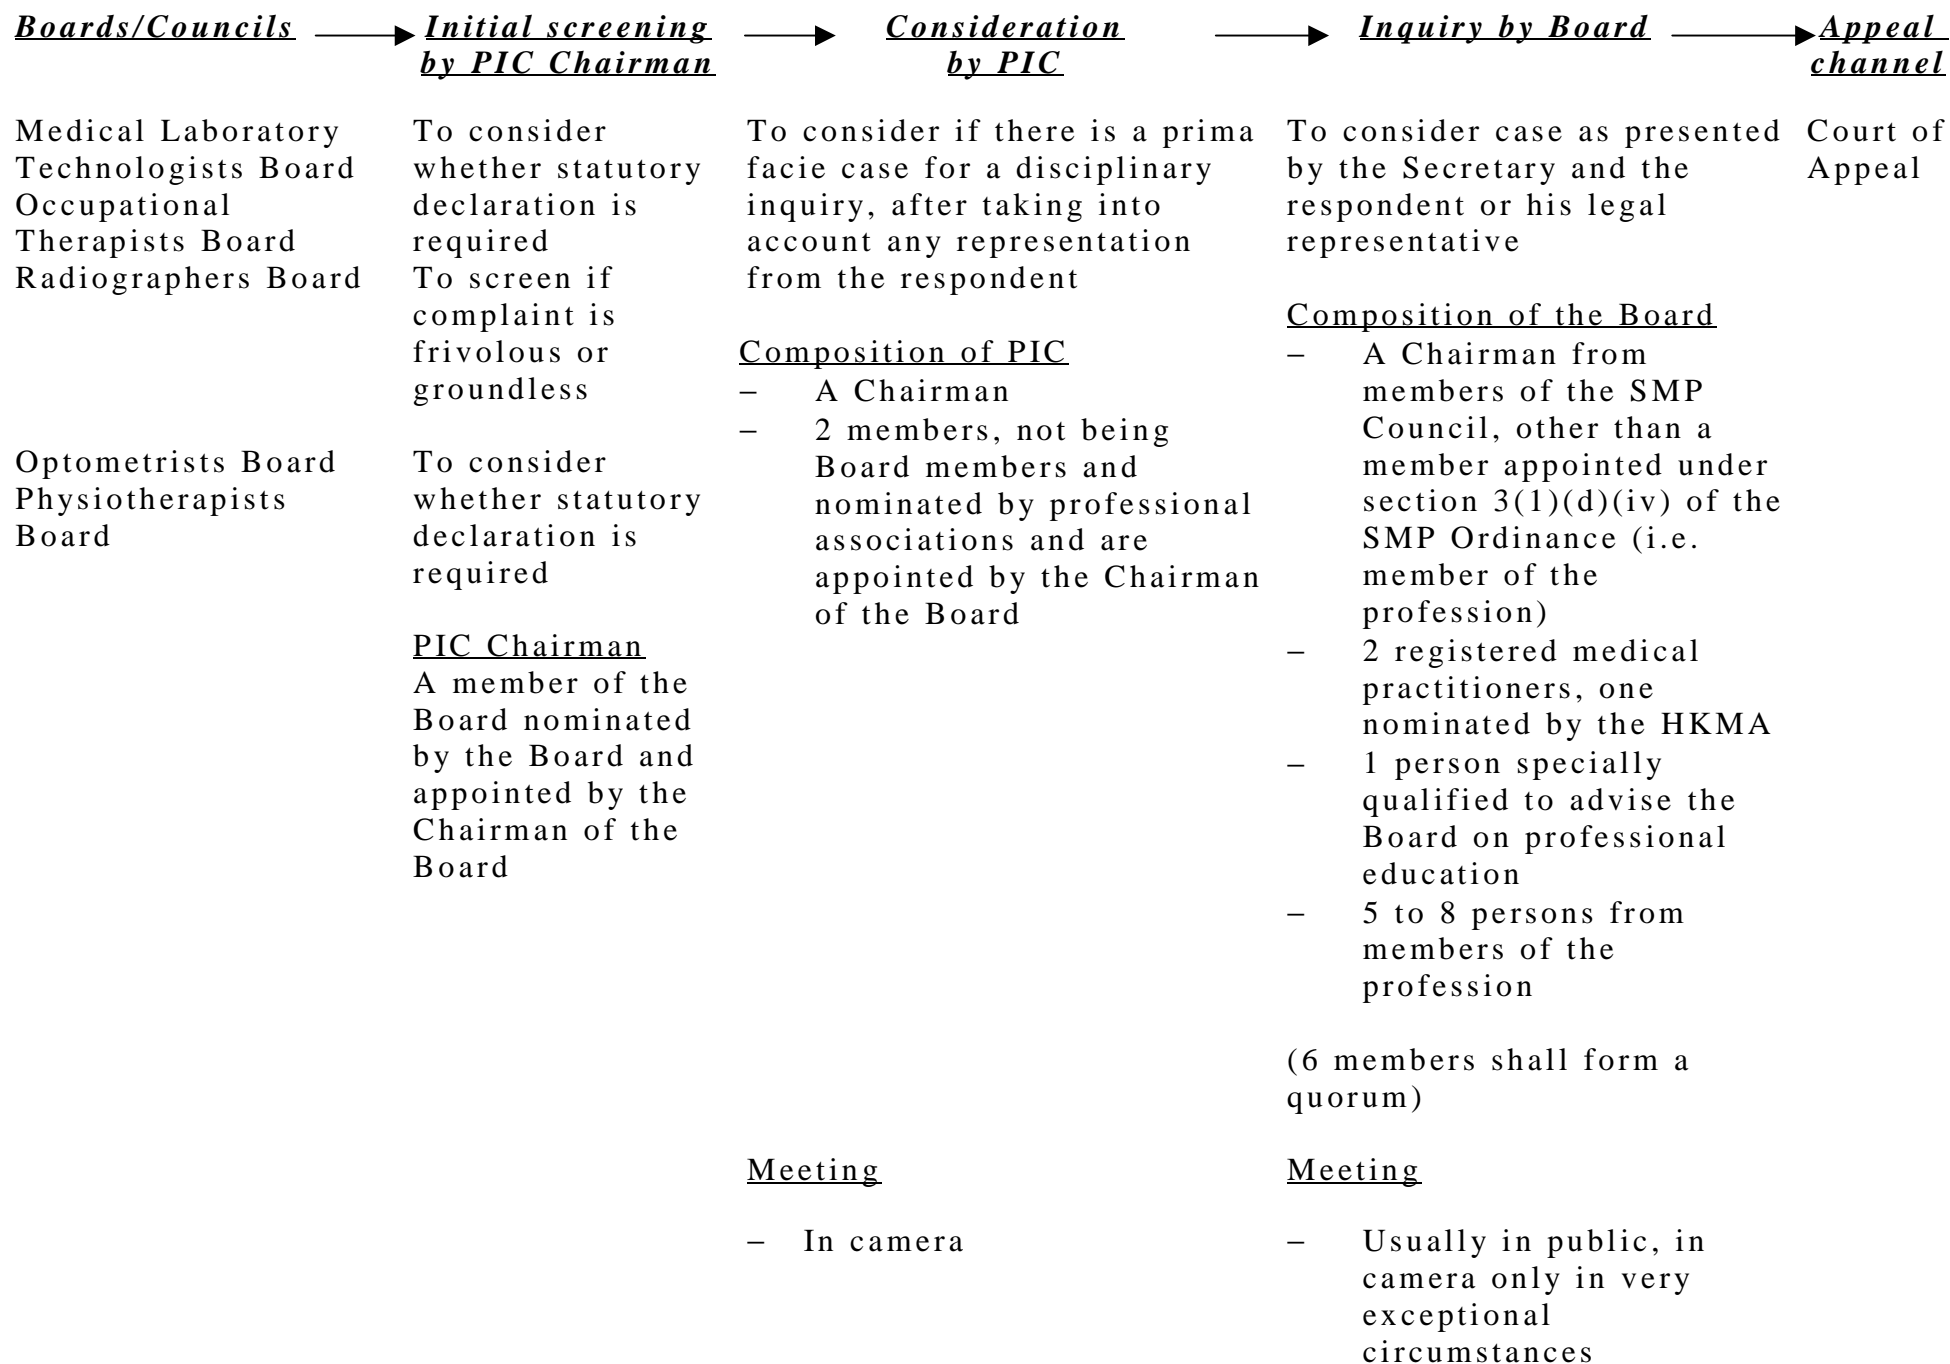 Boards/Councils
Initial screening
by PIC Chairman
Consideration
by PIC
Inquiry by Board
Appeal
channel
Medical Laboratory
Technologists Board
Occupational
Therapists Board
Radiographers Board
To consider
whether statutory
declaration is
required
To screen if
complaint is
frivolous or
groundless
To consider if there is a prima
facie case for a disciplinary
inquiry, after taking into
account any representation
from the respondent
To consider case as presented
by the Secretary and the
respondent or his legal
representative
Court of
Appeal
Optometrists Board
Physiotherapists
Board
To consider
whether statutory
declaration is
required
PIC Chairman
A member of the
Board nominated
by the Board and
appointed by the
Chairman of the
Board
Composition of PIC
– A Chairman
– 2 members, not being
Board members and
nominated by professional
associations and are
appointed by the Chairman
of the Board
Composition of the Board
– A Chairman from
members of the SMP
Council, other than a
member appointed under
section 3(1)(d)(iv) of the
SMP Ordinance (i.e.
member of the
profession)
– 2 registered medical
practitioners, one
nominated by the HKMA
– 1 person specially
qualified to advise the
Board on professional
education
– 5 to 8 persons from
members of the
profession
(6 members shall form a
quorum)
Meeting
– In camera
Meeting
– Usually in public, in
camera only in very
exceptional
circumstances